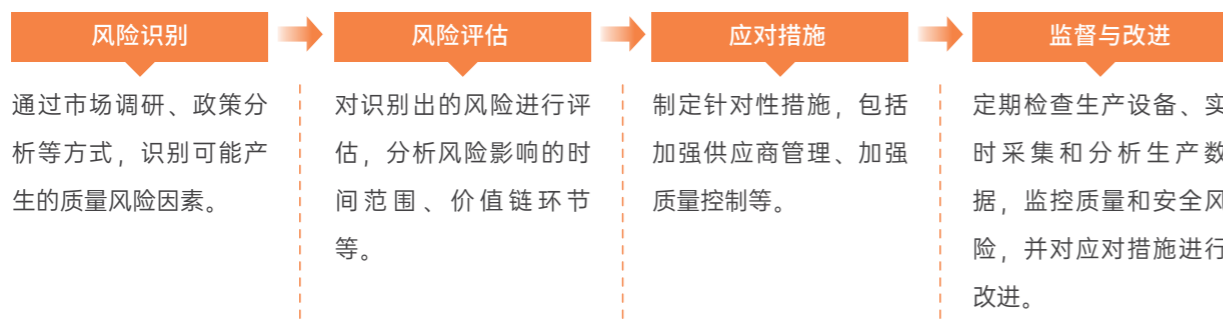 风险识别
通过市场调研、政策分
析等方式，识别可能产
生的质量风险因素。
风险评估
对识别出的风险进行评
估，分析风险影响的时
间范围、价值链环节
等。
应对措施
制定针对性措施，包括
加强供应商管理、加强
质量控制等。
监督与改进
定期检查生产设备、实
时采集和分析生产数
据，监控质量和安全风
险，并对应对措施进行
改进。